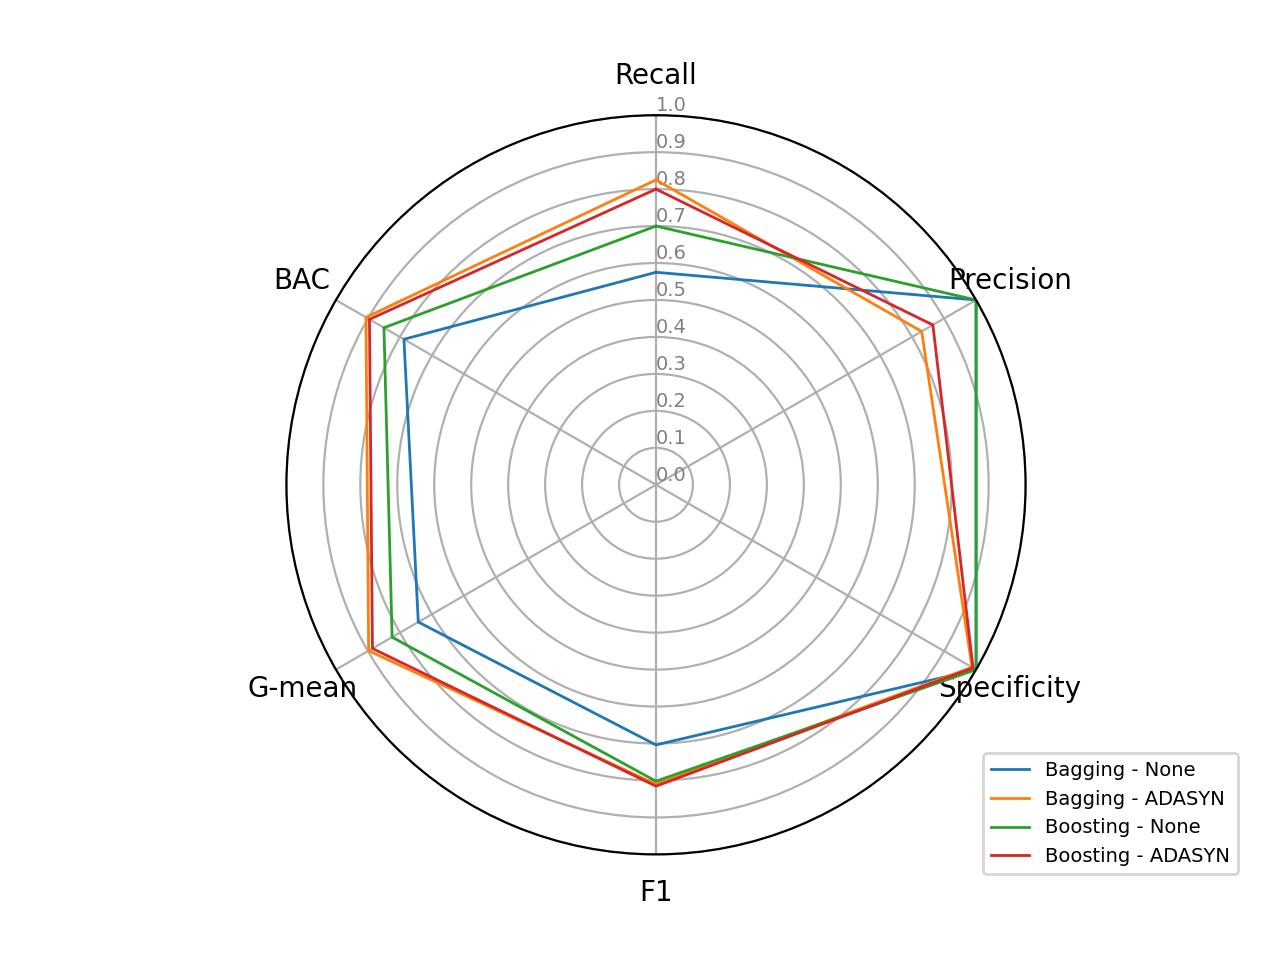 Recall
1.0
0.9
0.8
0.7
0.6
0.5
0.4
0.3
0.2
0.1
0.0
BAC
Precision
G-mean
Specificity
F1
Bagging - None
Bagging - ADASYN
Boosting - None
Boosting - ADASYN